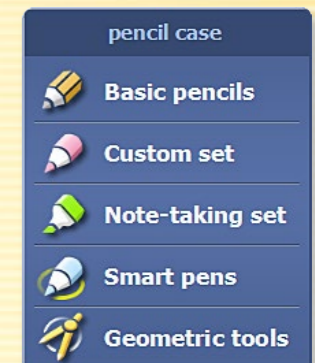 pencil case
Basic pencils
Custom set
Note-taking set
Smart pens
Geometric tools